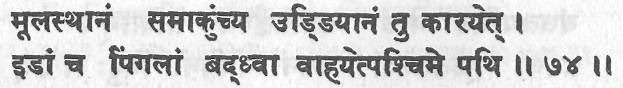 मूलस्थानं समाकुंच्य उड्डियानं तु कारयेत् ।
इडां च पिंगलां बद्ध्वा वाहयेत्पश्चिमे पथि ॥ ७४ ॥